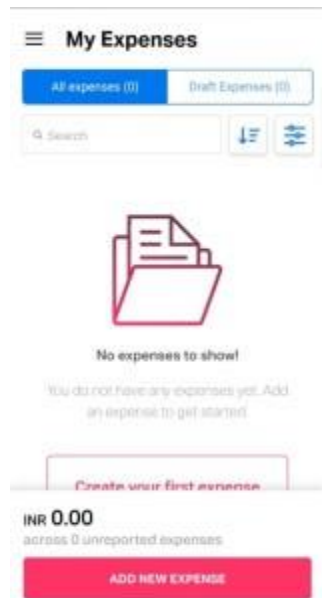 My Expenses
All expenses (0) Draft Expenses (0)
Search
No expenses to show!
You do not have any expenses yet. Add
an expense to get started.
Create your first expense
INR 0.00
across 0 unreported expenses
ADD NEW EXPENSE